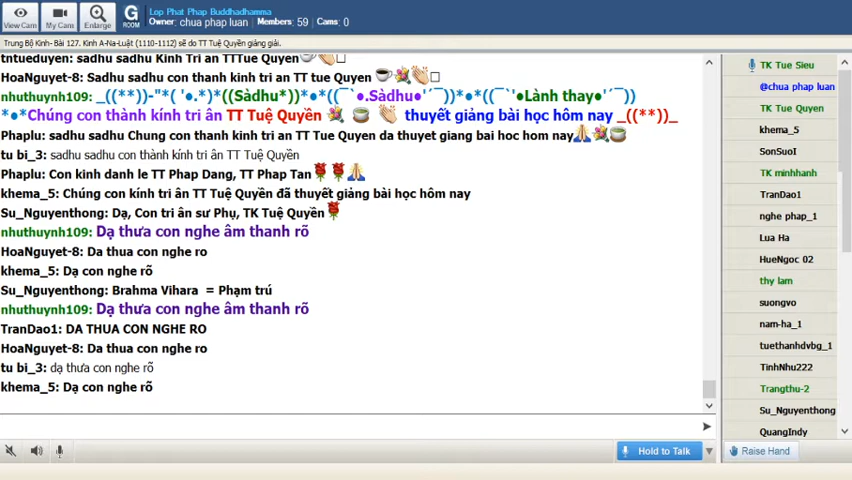 View Cam
My Cams
Enlarge
G
ROOM
Lop Phat Phap Buddhadhamma
Owner: chua phap luan Members: 59 Cams: 0
Trung Bộ Kinh- Bài 127. Kinh A-Na-Luật (1110-1112) sẽ do TT Tuệ Quyền giảng giải.
tntueduyen: sadhu sadhu Kinh tri An TTTue Quyen
HoaNguyet-8: Sadhu sadhu con thanh kinh tri an TT tue Quyen
nhuthuynh109: _((**))-"*( '●.*)*((Sàdhu*))●*●*((¯`●.Sàdhu●'´¯))*●*((¯`'●Lành thay●'´¯))
*●*Chúng con thành kính tri ân TT Tuệ Quyền thuyết giảng bài học hôm nay _((**))_
Phaplu: sadhu sadhu Chung con thanh kinh tri an TT Tue Quyen da thuyet giang bai hoc hom nay
tu bi_3: sadhu sadhu con thành kính tri ân TT Tuệ Quyền
Phaplu: Con kinh danh le TT Phap Dang, TT Phap Tan
khema_5: Chúng con kính tri ân TT Tuệ Quyền đã thuyết giảng bài học hôm nay
Su_Nguyenthong: Dạ, Con tri ân sư Phụ, TK Tuệ Quyền
nhuthuynh109: Dạ thưa con nghe âm thanh rõ
HoaNguyet-8: Da thua con nghe ro
khema_5: Dạ con nghe rõ
Su_Nguyenthong: Brahma Vihara = Phạm trú
nhuthuynh109: Dạ thưa con nghe âm thanh rõ
TranDao1: DA THUA CON NGHE RO
HoaNguyet-8: Da thua con nghe ro
tu bi_3: dạ thưa con nghe rõ
khema_5: Dạ con nghe rõ
Hold to Talk
TK Tue Sieu
@chua phap luan
TK Tue Quyen
khema_5
SonSuoI
TK minhhanh
TranDao1
nghe phap_1
Lua Ha
HueNgoc 02
thy lam
suongvo
nam-ha_1
tuethanhdvbg_1
TinhNhu222
Trangthu-2
Su_Nguyenthong
QuangIndy
Raise Hand